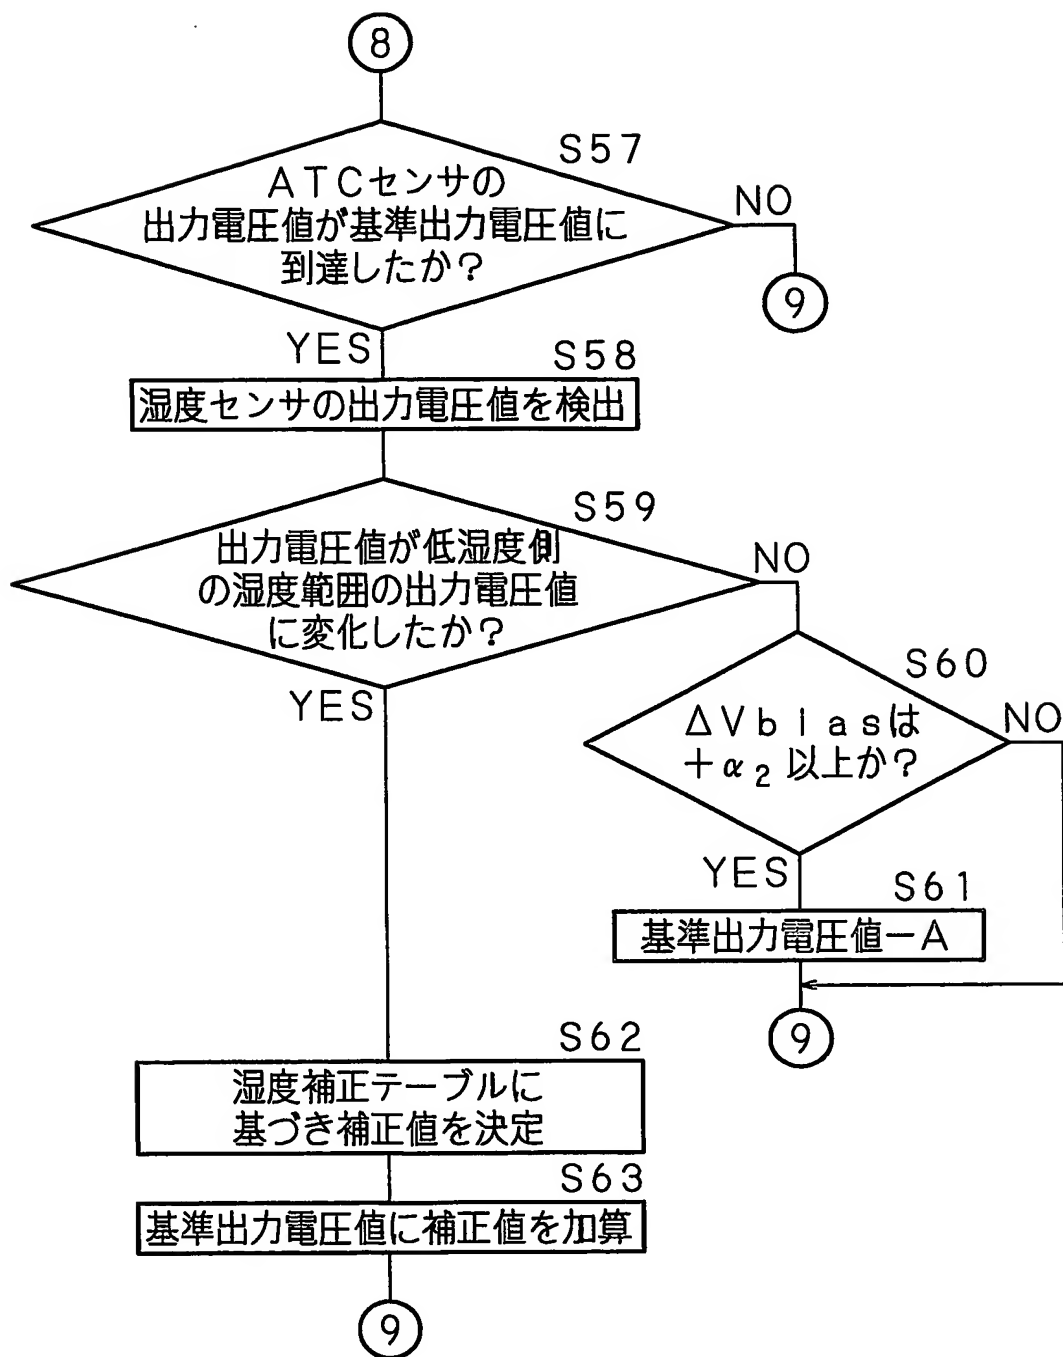 8
S57
ATCセンサの
出力電圧値が基準出力電圧値に
到達したか？
NO
9
YES
S58
湿度センサの出力電圧値を検出
S59
出力電圧値が低湿度側
の湿度範囲の出力電圧値
に変化したか？
NO
YES
S60
ΔVbiasは
＋α₂以上か？
NO
YES
S61
基準出力電圧値－A
9
S62
湿度補正テーブルに
基づき補正値を決定
S63
基準出力電圧値に補正値を加算
9